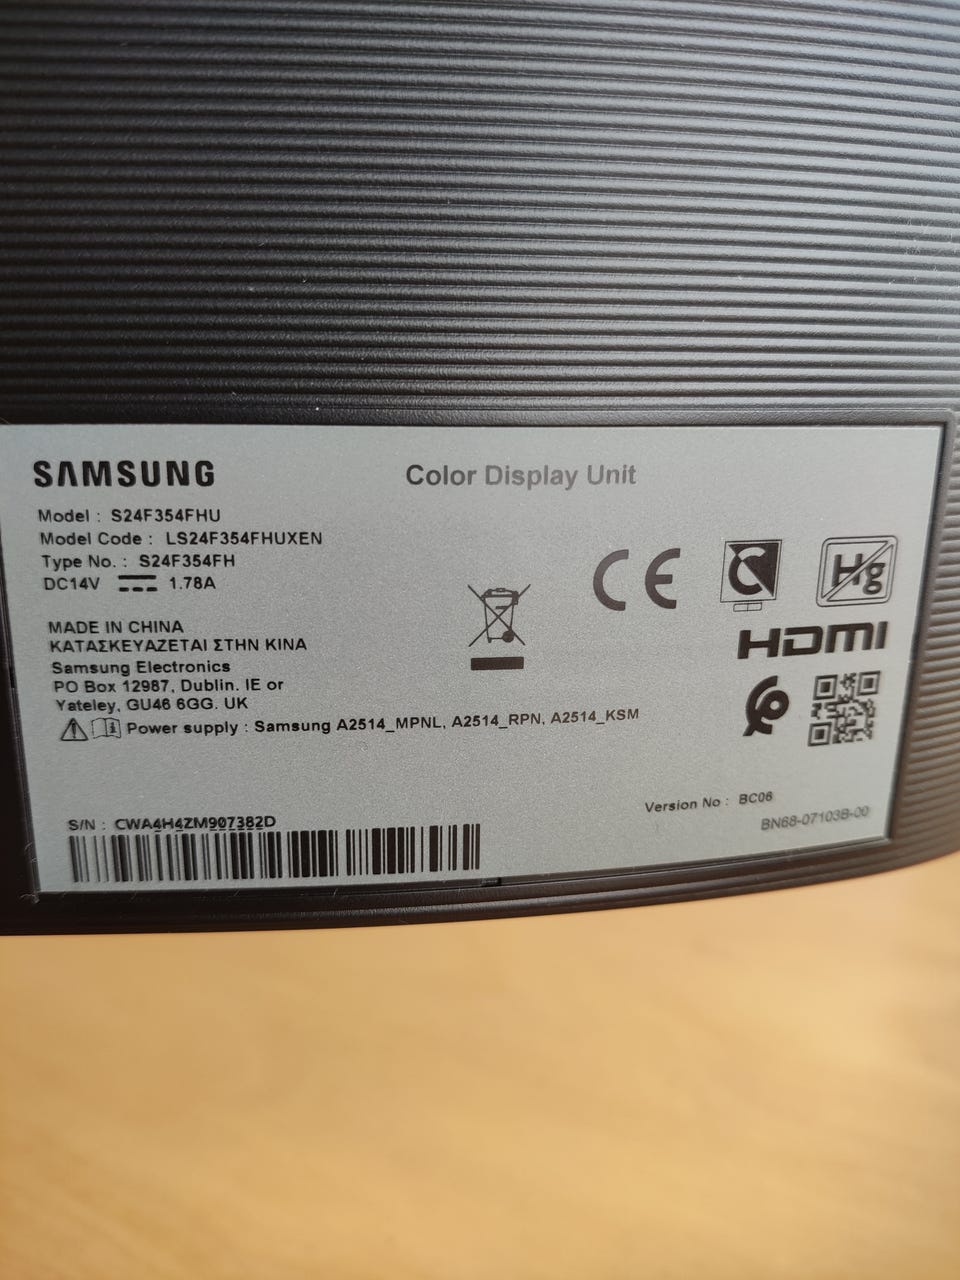 SAMSUNG
Color Display Unit
Model : S24F354FHU
Model Code : LS24F354FHUXEN
Type No. : S24F354FH
DC14V 1.78A
CE
Hg
HDMI
MADE IN CHINA
ΚΑΤΑΣΚΕΥΑΖΕΤΑΙ ΣΤΗΝ ΚΙΝΑ
Samsung Electronics
PO Box 12987, Dublin. IE or
Yateley, GU46 6GG. UK
Power supply : Samsung A2514_MPNL, A2514_RPN, A2514_KSM
Version No : BC06
BN68-07103B-00
S/N : CWA4H4ZM907382D